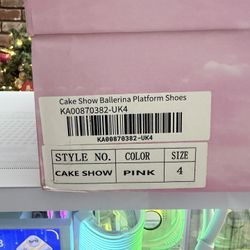 Cake Show Ballerina Platform Shoes
KA00870382-UK4
KA00870382-UK4
STYLE NO. COLOR SIZE
CAKE SHOW PINK 4